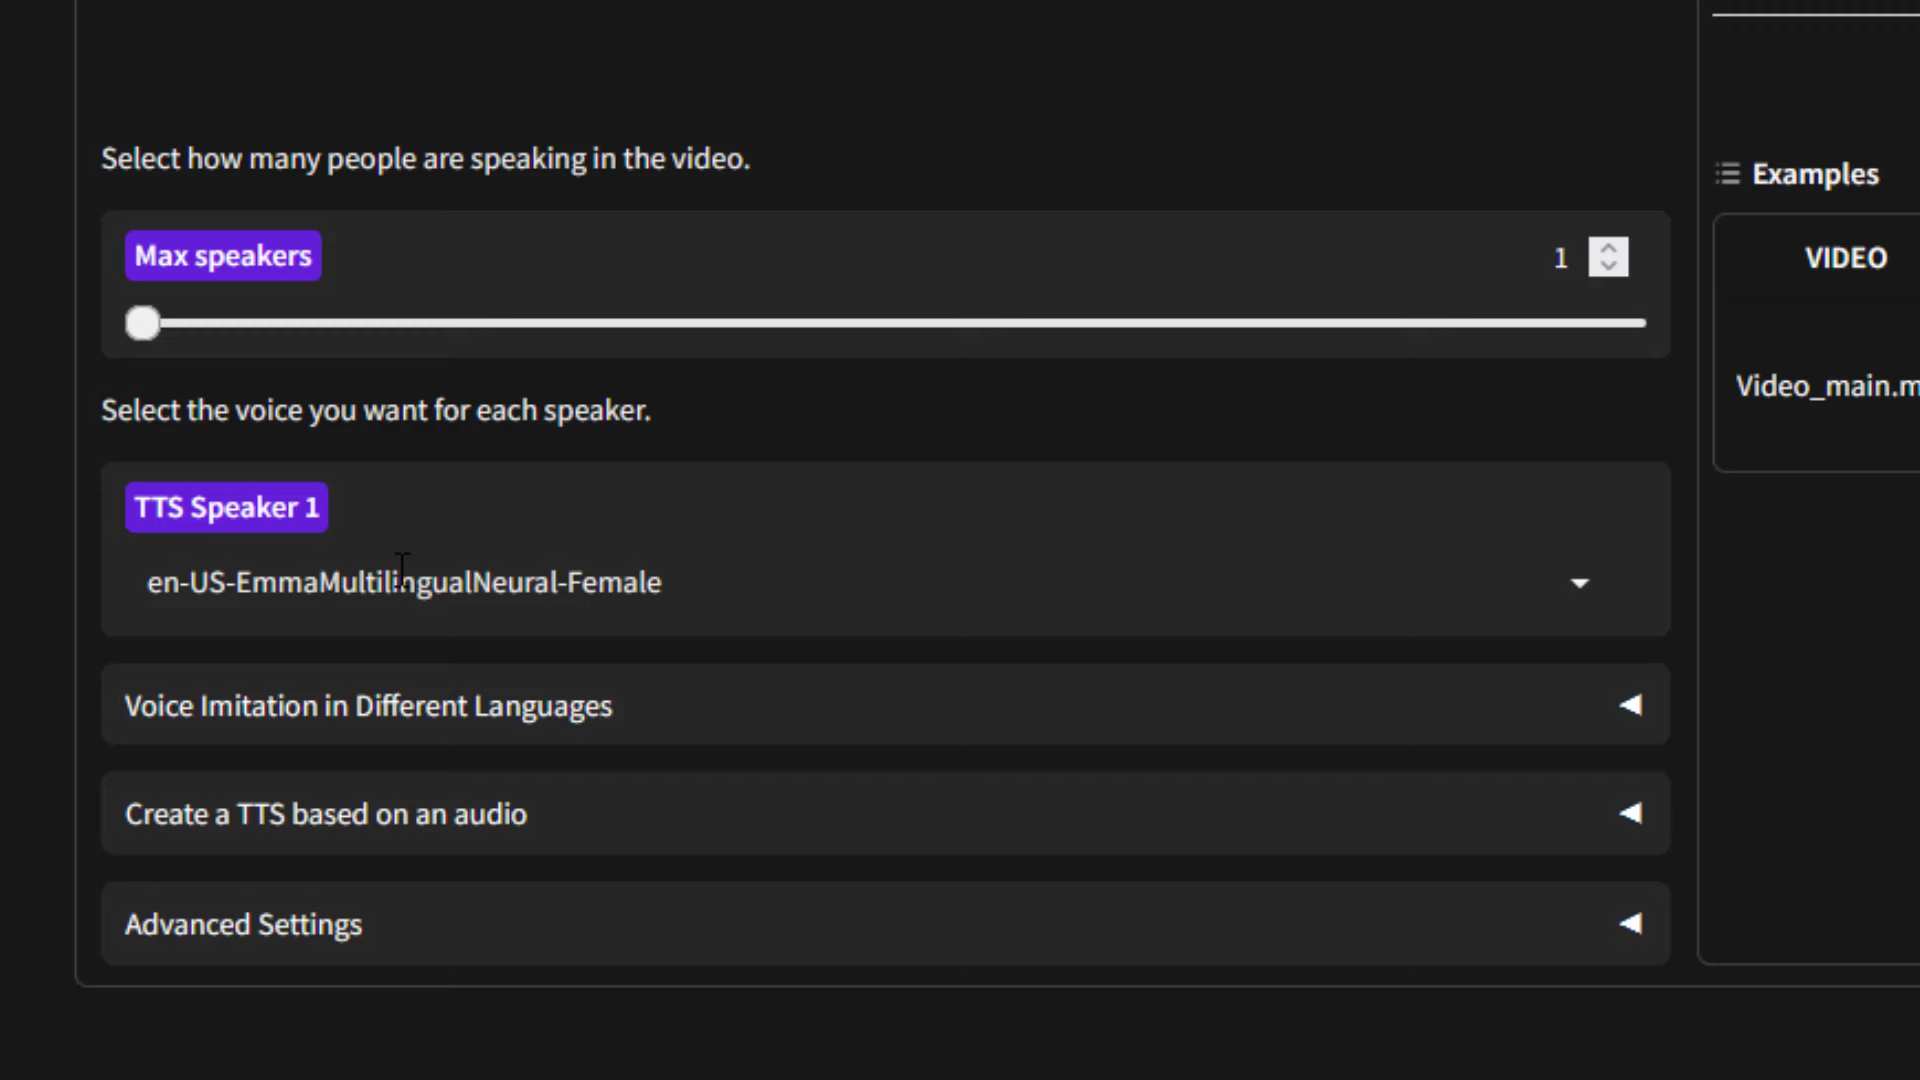 Select how many people are speaking in the video.
Max speakers
1
Select the voice you want for each speaker.
TTS Speaker 1
en-US-EmmaMultilingualNeural-Female
Voice Imitation in Different Languages
Create a TTS based on an audio
Advanced Settings
Examples
VIDEO
Video_main.m